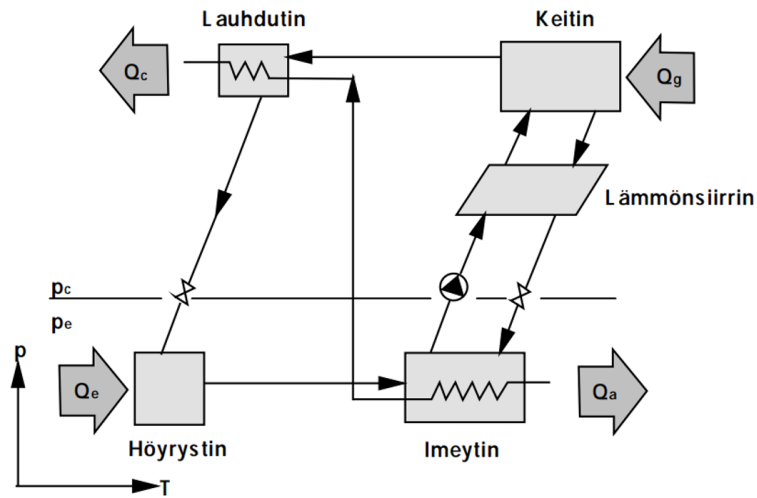 Lauhdutin
Keitin
Qc
Qg
Lämmönsiirrin
pc
pe
p
Qe
Qa
Höyrystin
Imeytin
T